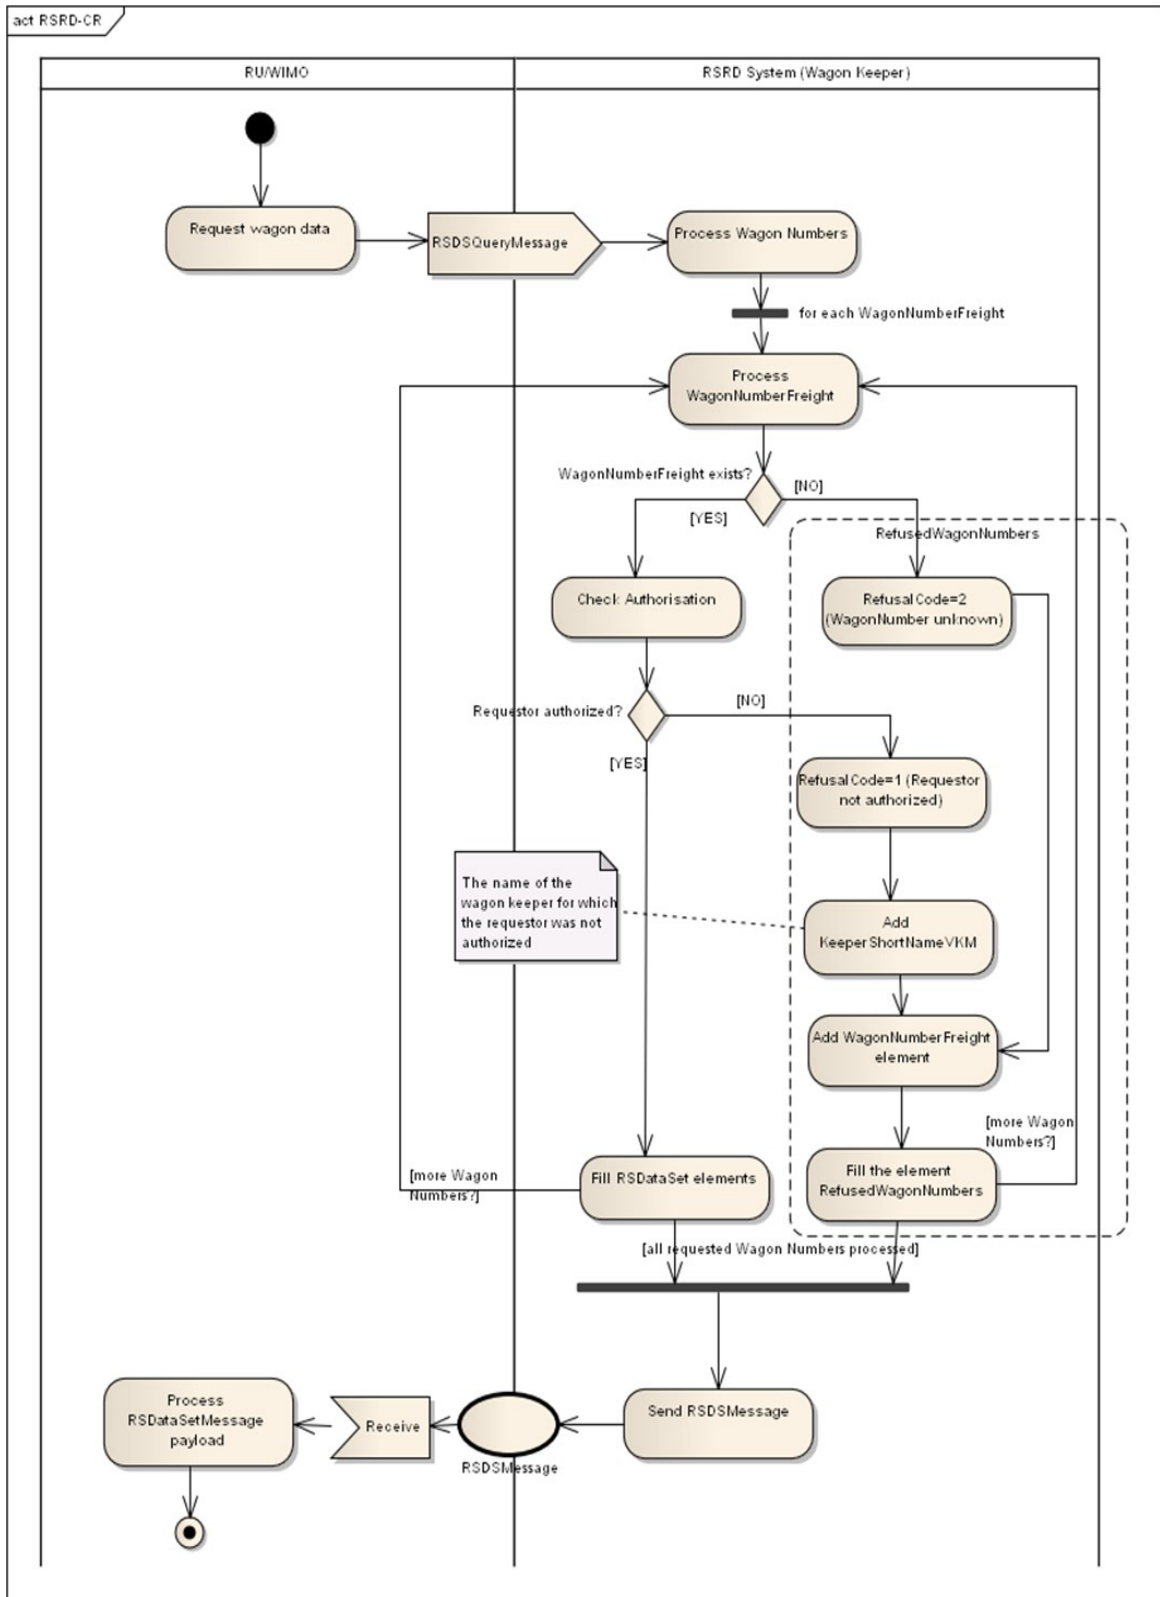 act RSRD-CR
RU/WIMO
RSRD System (Wagon Keeper)
Request wagon data
RSDSQueryMessage
Process Wagon Numbers
for each WagonNumberFreight
Process
WagonNumberFreight
WagonNumberFreight exists?
[NO]
[YES]
RefusedWagonNumbers
Check Authorisation
RefusalCode=2
(WagonNumber unknown)
Requestor authorized?
[NO]
[YES]
RefusalCode=1 (Requestor
not authorized)
The name of the
wagon keeper for which
the requestor was not
authorized
Add
KeeperShortNameVKM
Add WagonNumberFreight
element
[more Wagon
Numbers?]
Fill the element
RefusedWagonNumbers
[more Wagon
Numbers?]
Fill RSDataSet elements
[all requested Wagon Numbers processed]
Process
RSDataSetMessage
payload
Receive
RSDSMessage
Send RSDSMessage